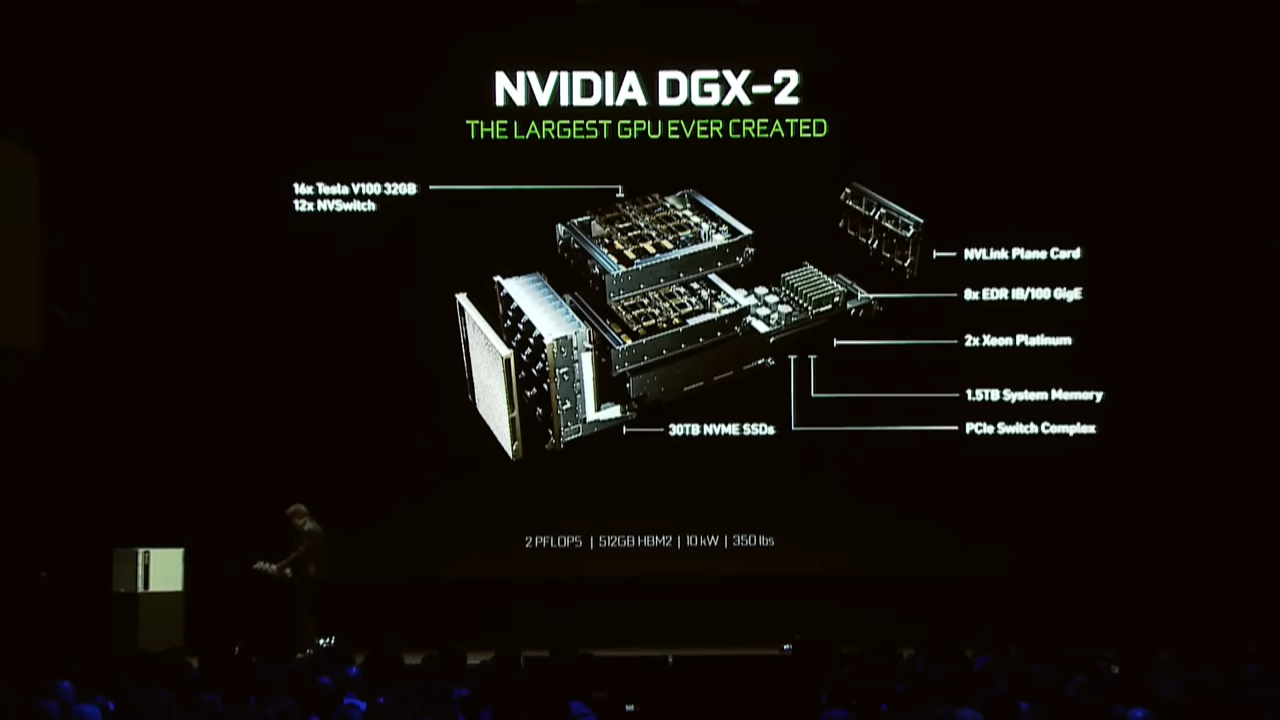 NVIDIA DGX-2
THE LARGEST GPU EVER CREATED
16x Tesla V100 32GB
12x NVSwitch
NVLink Plane Card
8x EDR IB/100 GigE
2x Xeon Platinum
1.5TB System Memory
PCIe Switch Complex
30TB NVME SSDs
2 PFLOPS | 512GB HBM2 | 10 kW | 350 lbs